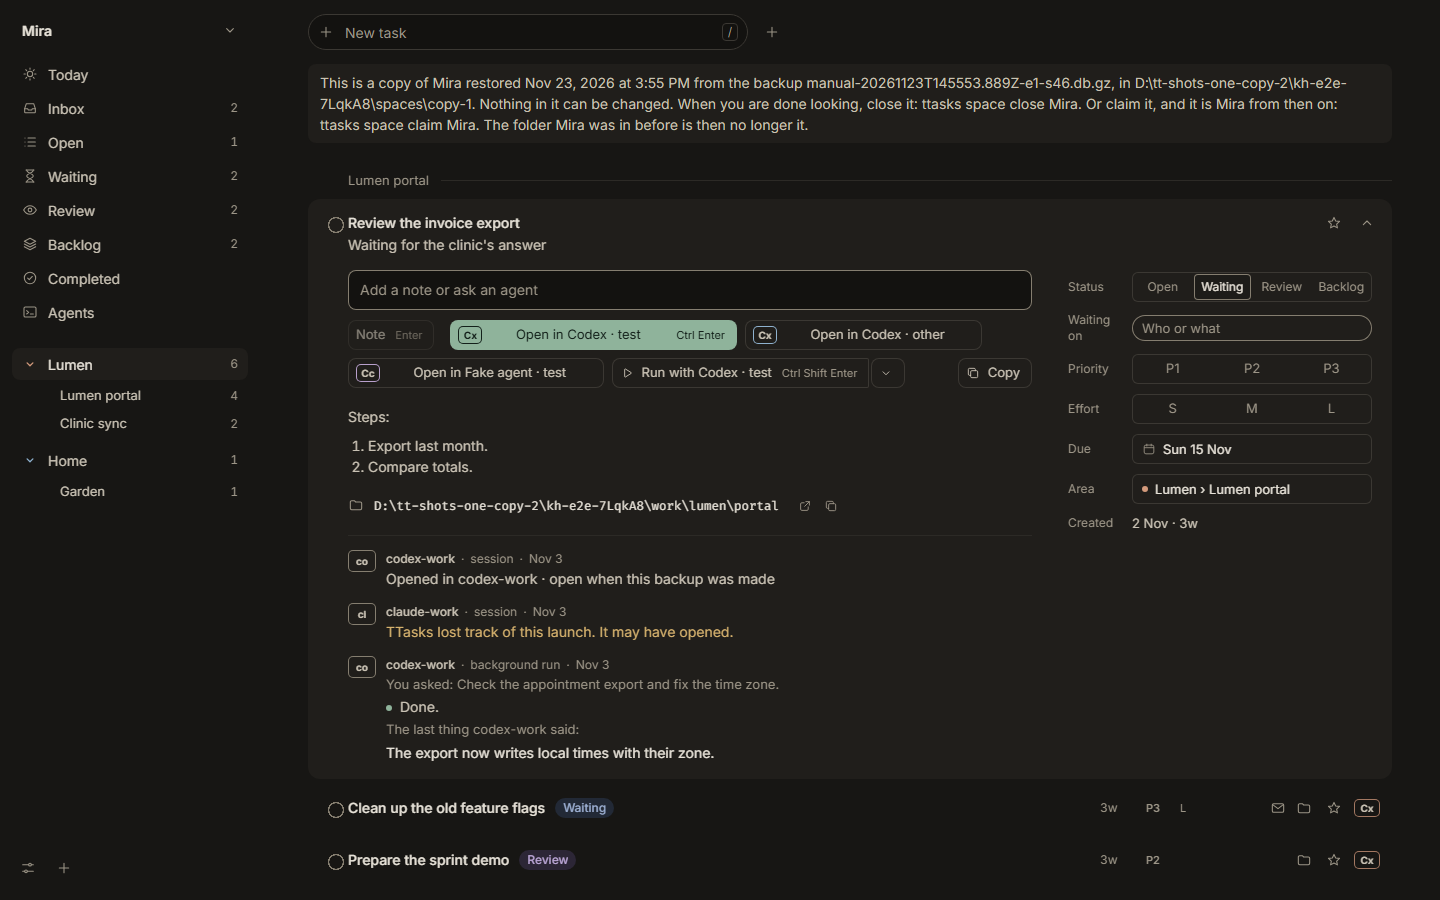 Mira
Today
Inbox 2
Open 1
Waiting 2
Review 2
Backlog 2
Completed
Agents
Lumen 6
Lumen portal 4
Clinic sync 2
Home 1
Garden 1
New task /
This is a copy of Mira restored Nov 23, 2026 at 3:55 PM from the backup manual-20261123T145553.889Z-e1-s46.db.gz, in D:\tt-shots-one-copy-2\kh-e2e-
7LqkA8\spaces\copy-1. Nothing in it can be changed. When you are done looking, close it: ttasks space close Mira. Or claim it, and it is Mira from then on:
ttasks space claim Mira. The folder Mira was in before is then no longer it.
Lumen portal
Review the invoice export
Waiting for the clinic's answer
Add a note or ask an agent
Note Enter
Cx Open in Codex · test Ctrl Enter
Cx Open in Codex · other
Cc Open in Fake agent · test
Run with Codex · test Ctrl Shift Enter
Copy
Steps:
1. Export last month.
2. Compare totals.
D:\tt-shots-one-copy-2\kh-e2e-7LqkA8\work\lumen\portal
co codex-work · session · Nov 3
Opened in codex-work · open when this backup was made
cl claude-work · session · Nov 3
TTasks lost track of this launch. It may have opened.
co codex-work · background run · Nov 3
You asked: Check the appointment export and fix the time zone.
Done.
The last thing codex-work said:
The export now writes local times with their zone.
Status Open Waiting Review Backlog
Waiting on Who or what
Priority P1 P2 P3
Effort S M L
Due Sun 15 Nov
Area Lumen › Lumen portal
Created 2 Nov · 3w
Clean up the old feature flags Waiting 3w P3 L Cx
Prepare the sprint demo Review 3w P2 Cx